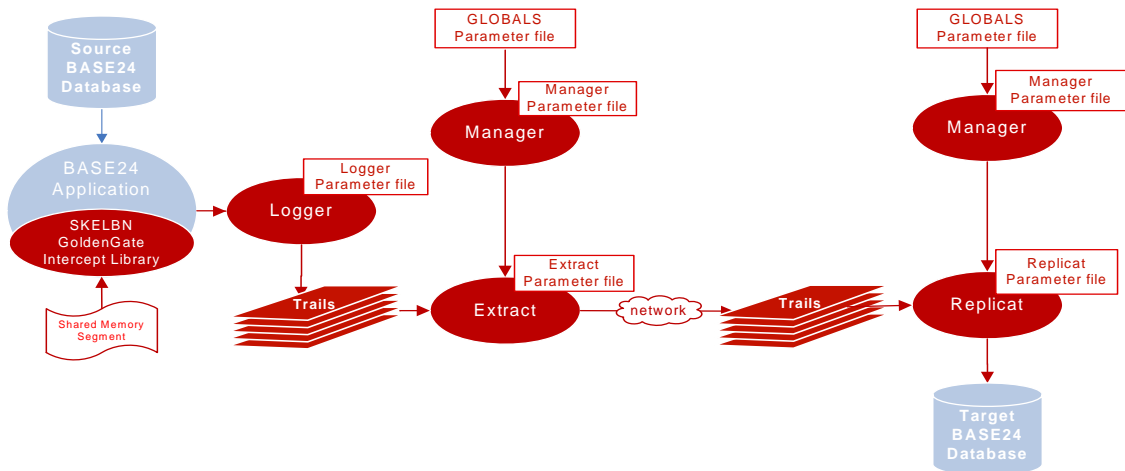 Source
BASE24
Database
BASE24
Application
SKELBN
GoldenGate
Intercept Library
Shared Memory
Segment
Logger
Parameter file
Logger
Trails
GLOBALS
Parameter file
Manager
Parameter file
Manager
Extract
Parameter file
Extract
network
Trails
GLOBALS
Parameter file
Manager
Parameter file
Manager
Replicat
Parameter file
Replicat
Target
BASE24
Database